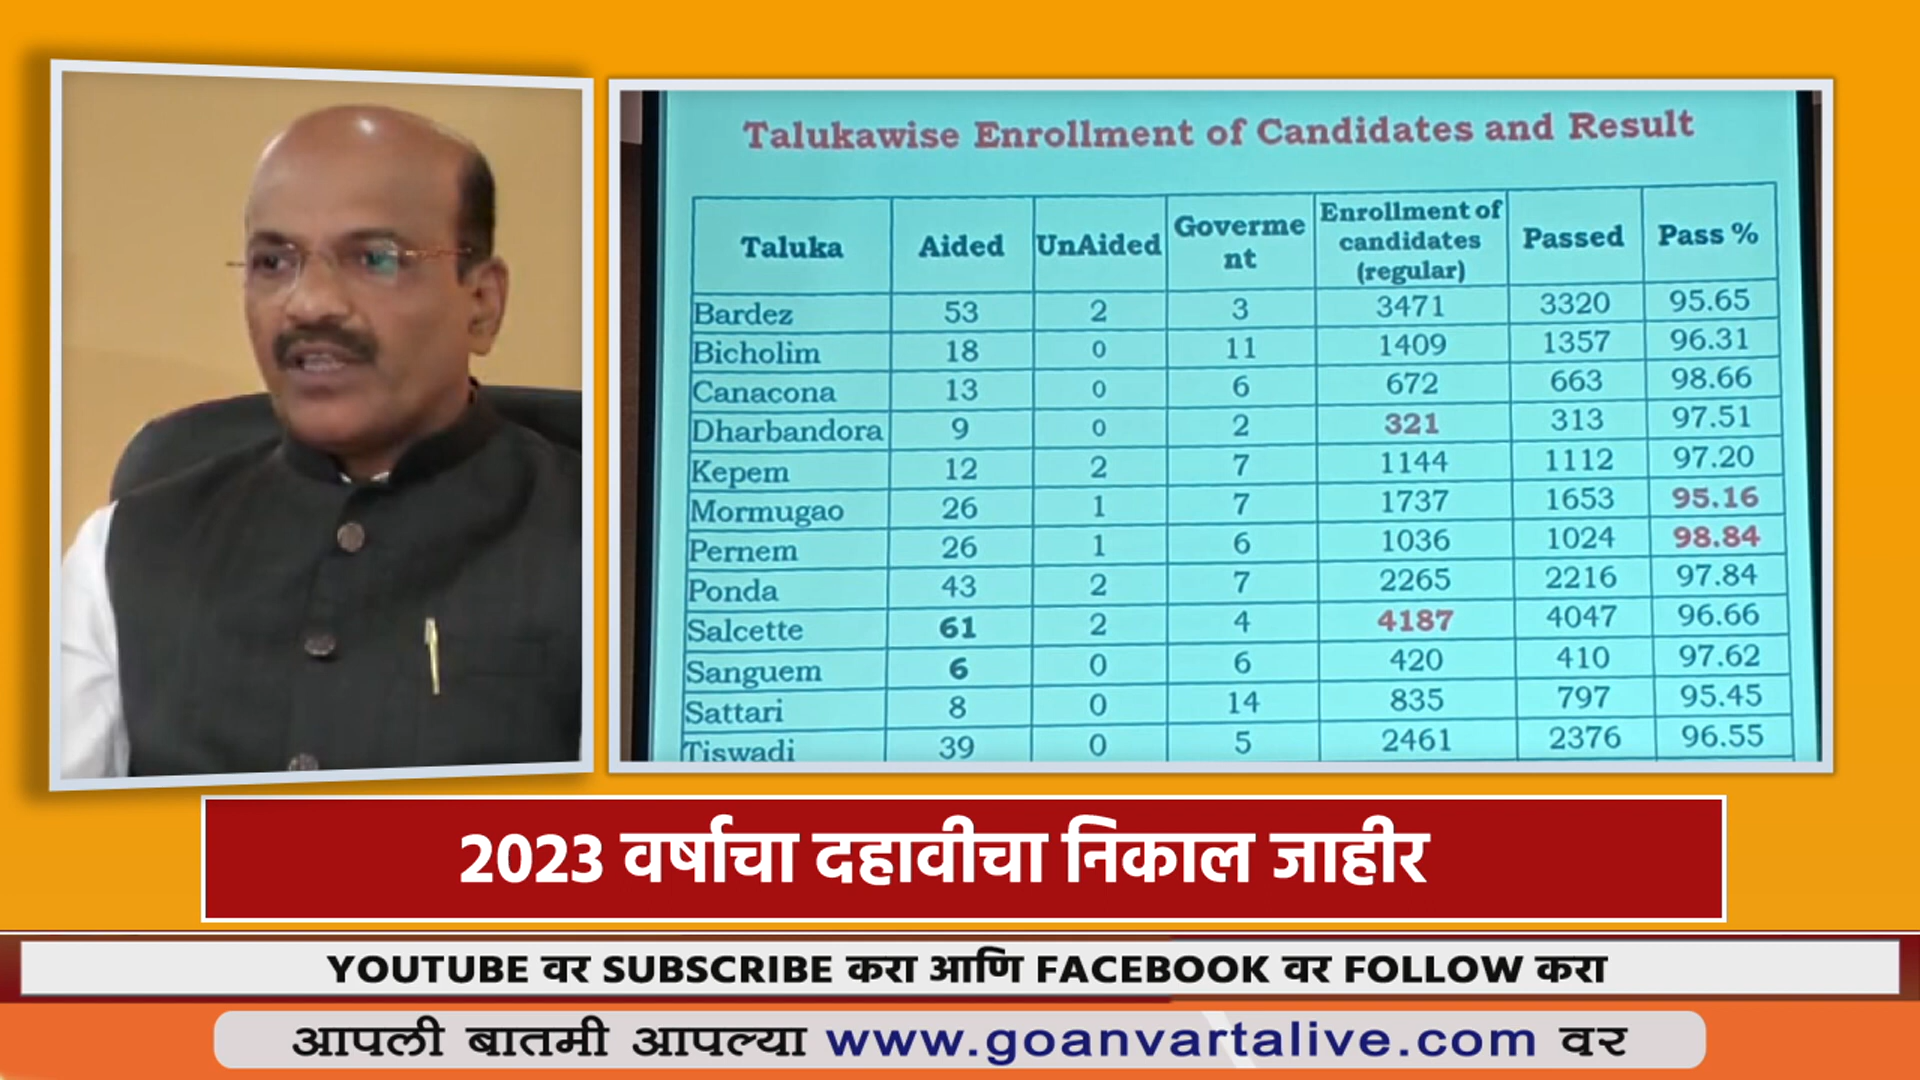 Talukawise Enrollment of Candidates and Result
Taluka Aided UnAided Governme nt Enrollment of candidates (regular) Passed Pass %
Bardez 53 2 3 3471 3320 95.65
Bicholim 18 0 11 1409 1357 96.31
Canacona 13 0 6 672 663 98.66
Dharbandora 9 0 2 321 313 97.51
Kepem 12 2 7 1144 1112 97.20
Mormugao 26 1 7 1737 1653 95.16
Pernem 26 1 6 1036 1024 98.84
Ponda 43 2 7 2265 2216 97.84
Salcette 61 2 4 4187 4047 96.66
Sanguem 6 0 6 420 410 97.62
Sattari 8 0 14 835 797 95.45
Tiswadi 39 0 5 2461 2376 96.55
2023 वर्षाचा दहावीचा निकाल जाहीर
YOUTUBE वर SUBSCRIBE करा आणि FACEBOOK वर FOLLOW करा
आपली बातमी आपल्या www.goanvartalive.com वर